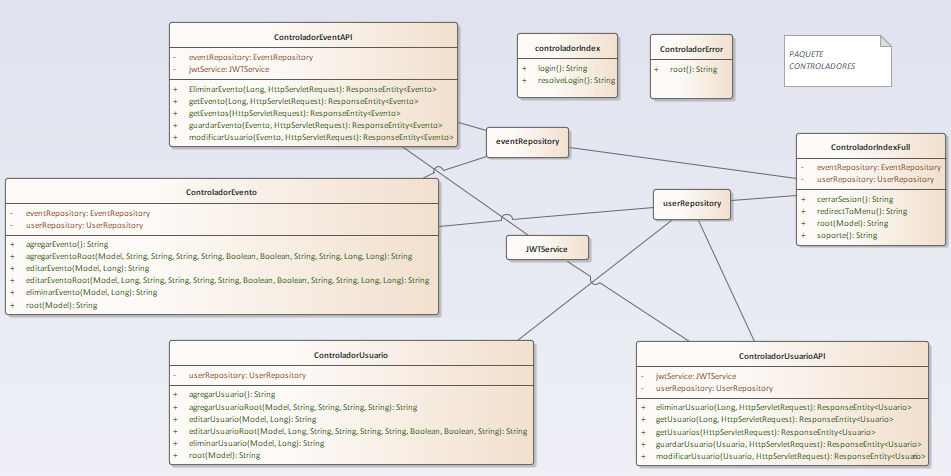 ControladorEventAPI
- eventRepository: EventRepository
- jwtService: JWTService
+ EliminarEvento(Long, HttpServletRequest): ResponseEntity<Evento>
+ getEvento(Long, HttpServletRequest): ResponseEntity<Evento>
+ getEventos(HttpServletRequest): ResponseEntity<Evento>
+ guardarEvento(Evento, HttpServletRequest): ResponseEntity<Evento>
+ modificarUsuario(Evento, HttpServletRequest): ResponseEntity<Evento>
controladorIndex
+ login(): String
+ resolveLogin(): String
ControladorError
+ root(): String
PAQUETE
CONTROLADORES
eventRepository
ControladorIndexFull
- eventRepository: EventRepository
- userRepository: UserRepository
+ cerrarSesion(): String
+ redirectToMenu(): String
+ root(Model): String
+ soporte(): String
ControladorEvento
- eventRepository: EventRepository
- userRepository: UserRepository
+ agregarEvento(): String
+ agregarEventoRoot(Model, String, String, String, Boolean, Boolean, String, String, Long, Long): String
+ editarEvento(Model, Long): String
+ editarEventoRoot(Model, Long, String, String, String, String, Boolean, Boolean, String, String, Long, Long): String
+ eliminarEvento(Model, Long): String
+ root(Model): String
userRepository
JWTService
ControladorUsuario
- userRepository: UserRepository
+ agregarUsuario(): String
+ agregarUsuarioRoot(Model, String, String, String, String): String
+ editarUsuario(Model, Long): String
+ editarUsuarioRoot(Model, Long, String, String, String, String, Boolean, Boolean, String): String
+ eliminarUsuario(Model, Long): String
+ root(Model): String
ControladorUsuarioAPI
- jwtService: JWTService
- userRepository: UserRepository
+ eliminarUsuario(Long, HttpServletRequest): ResponseEntity<Usuario>
+ getUsuario(Long, HttpServletRequest): ResponseEntity<Usuario>
+ getUsuarios(HttpServletRequest): ResponseEntity<Usuario>
+ guardarUsuario(Usuario, HttpServletRequest): ResponseEntity<Usuario>
+ modificarUsuario(Usuario, HttpServletRequest): ResponseEntity<Usuario>